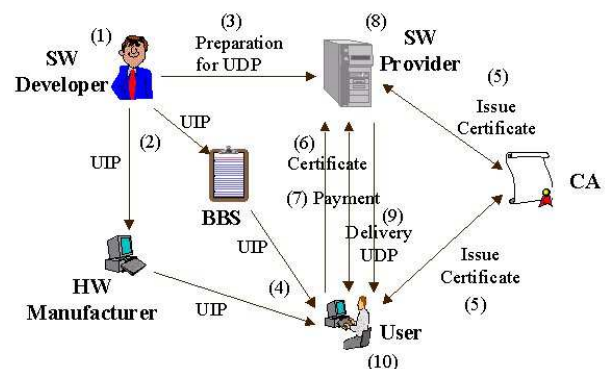 (1)
SW
Developer
(3)
Preparation
for UDP
(8)
SW
Provider
(5)
Issue
Certificate
CA
(2)
UIP
UIP
BBS
(6)
Certificate
(7) Payment
(9)
Delivery
UDP
UIP
HW
Manufacturer
UIP
(4)
Issue
Certificate
(5)
User
(10)